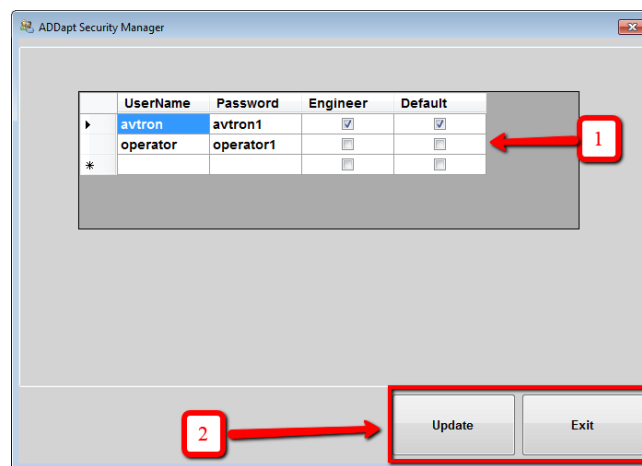 ADDapt Security Manager
UserName Password Engineer Default
avtron avtron1
operator operator1
*
1
2
Update Exit